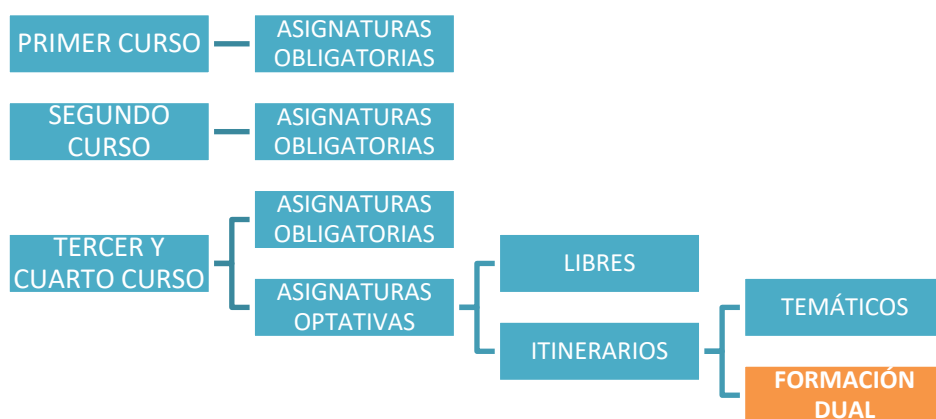 PRIMER CURSO
ASIGNATURAS
OBLIGATORIAS
SEGUNDO
CURSO
ASIGNATURAS
OBLIGATORIAS
TERCER Y
CUARTO CURSO
ASIGNATURAS
OBLIGATORIAS
ASIGNATURAS
OPTATIVAS
LIBRES
ITINERARIOS
TEMÁTICOS
FORMACIÓN
DUAL